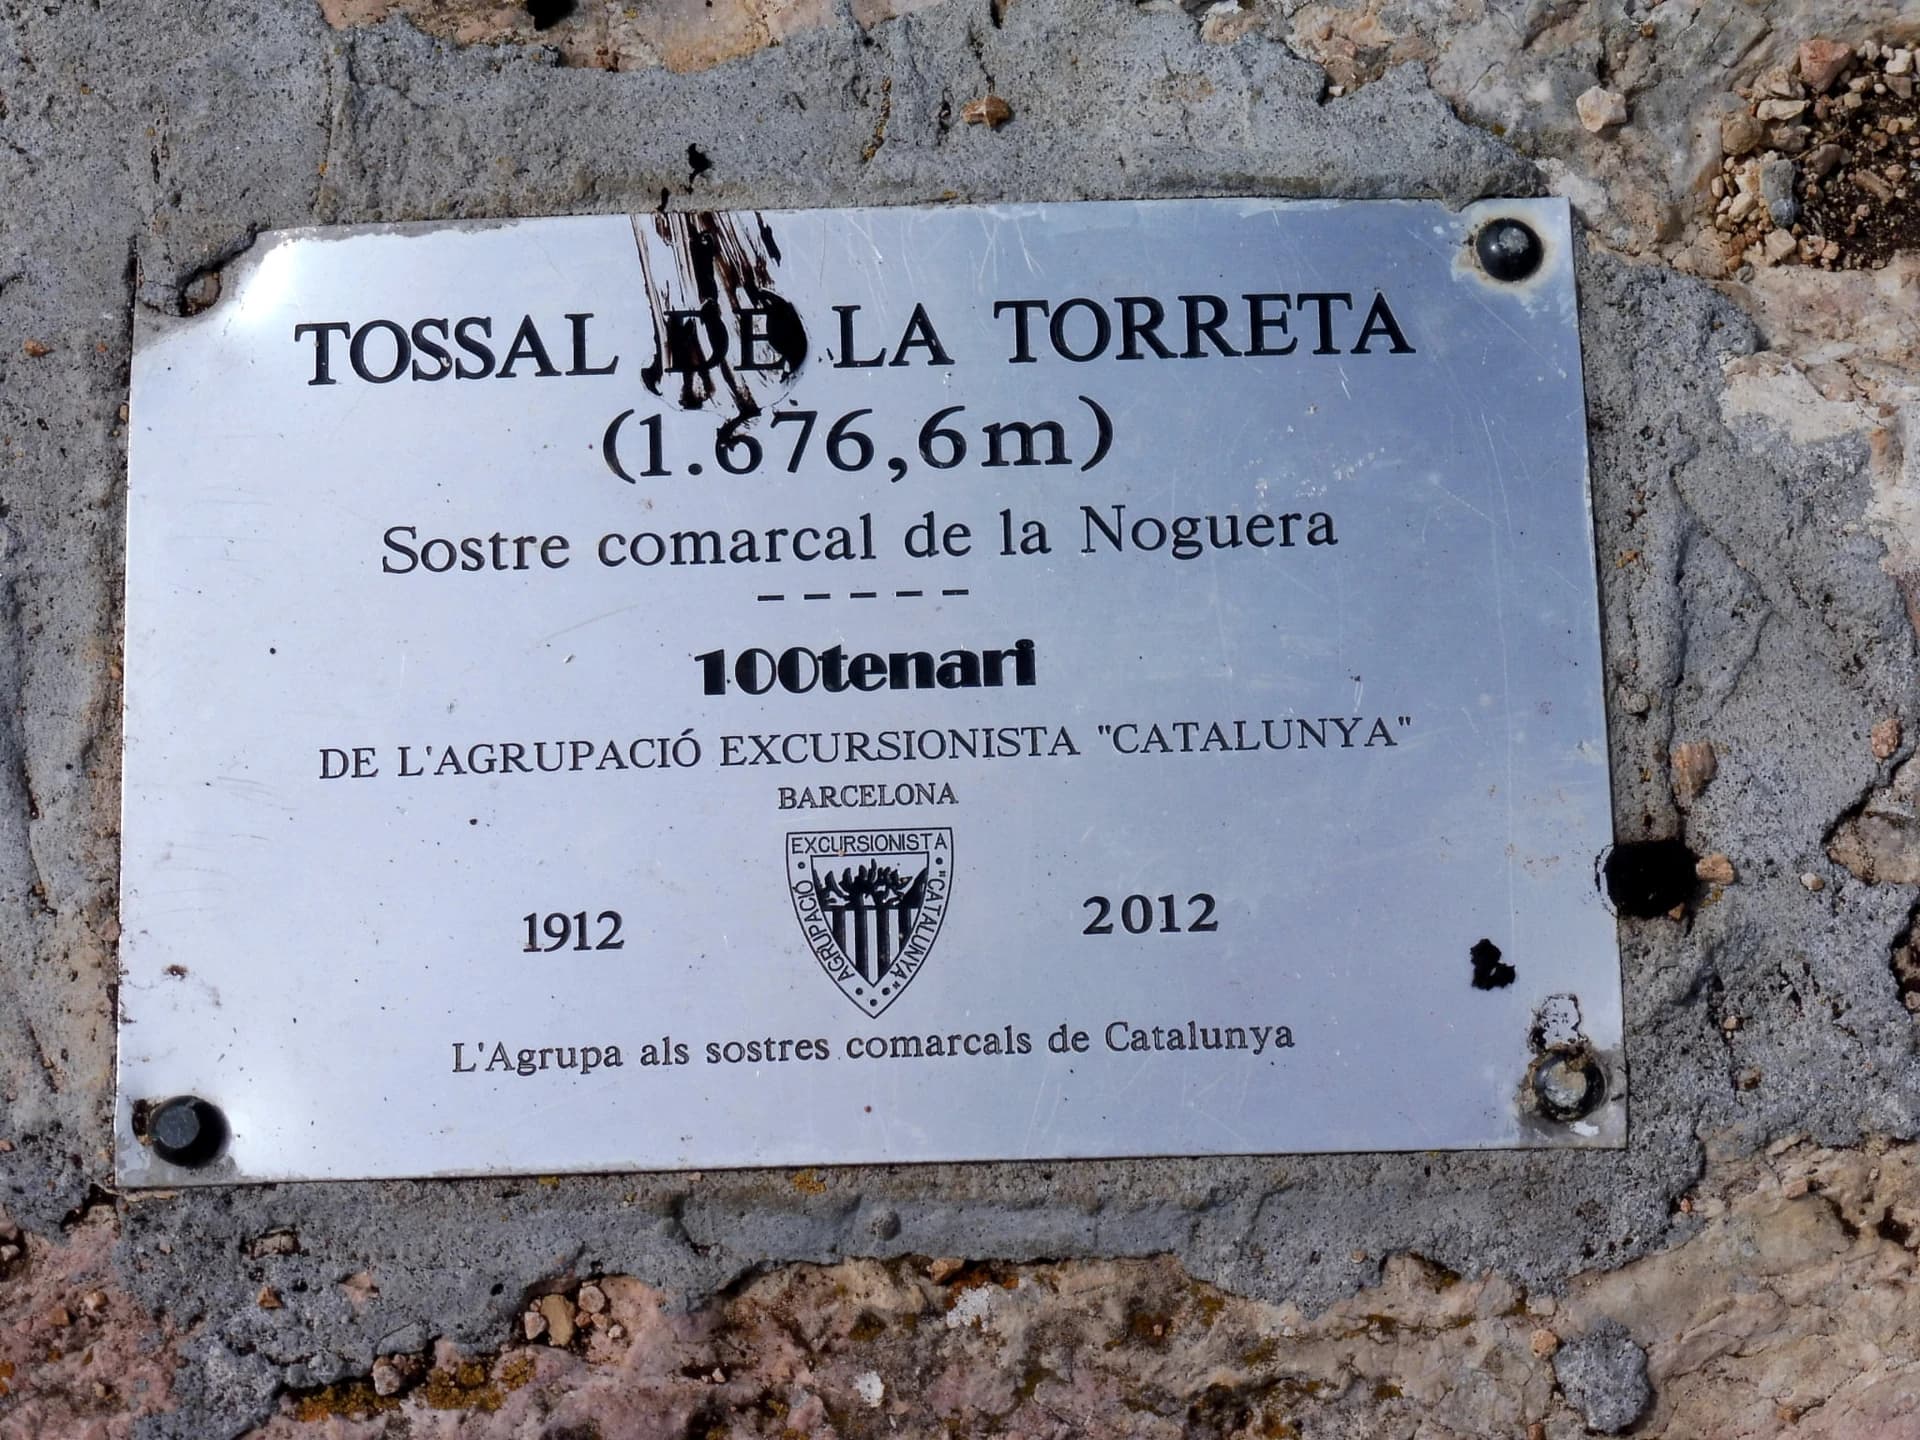 TOSSAL DE LA TORRETA
(1.676,6m)
Sostre comarcal de la Noguera
-----
100tenari
DE L'AGRUPACIÓ EXCURSIONISTA "CATALUNYA"
BARCELONA
EXCURSIONISTA
AGRUPACIÓ
"CATALUNYA"
1912
2012
L'Agrupa als sostres comarcals de Catalunya